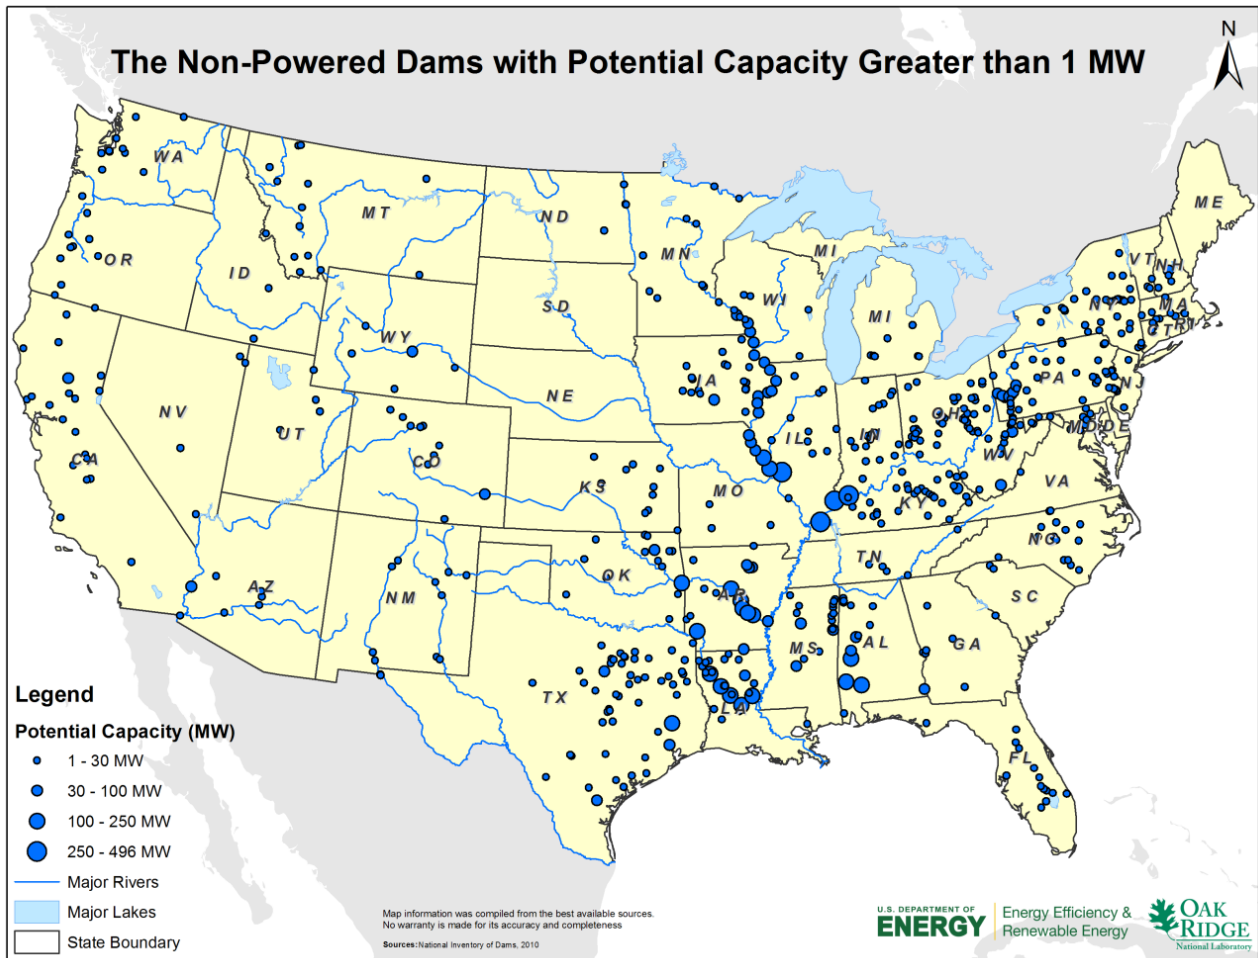 N
The Non-Powered Dams with Potential Capacity Greater than 1 MW
WA
MT
ND
MN
ME
OR
ID
SD
WI
MI
MI
VT
NH
NY
MA
CT
RI
WY
IA
PA
NJ
NE
NV
UT
IL
IN
OH
MD
DE
WV
CA
CO
KS
MO
KY
VA
AZ
NM
OK
AR
TN
NC
SC
MS
AL
GA
TX
LA
FL
Legend
Potential Capacity (MW)
1 - 30 MW
30 - 100 MW
100 - 250 MW
250 - 496 MW
Major Rivers
Major Lakes
State Boundary
Map information was compiled from the best available sources.
No warranty is made for its accuracy and completeness
Sources: National Inventory of Dams, 2010
U.S. DEPARTMENT OF
ENERGY
Energy Efficiency &
Renewable Energy
OAK
RIDGE
National Laboratory